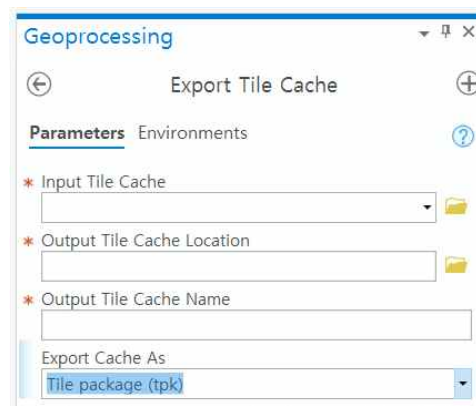 Geoprocessing
Export Tile Cache
Parameters Environments
* Input Tile Cache
* Output Tile Cache Location
* Output Tile Cache Name
Export Cache As
Tile package (tpk)